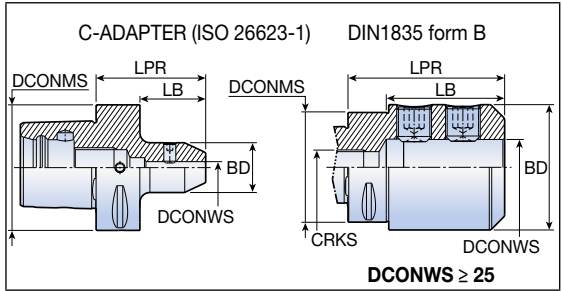 C-ADAPTER (ISO 26623-1) DIN1835 form B
LPR
DCONMS
LB
BD
DCONWS
LPR
DCONMS
LB
BD
CRKS
DCONWS
DCONWS ≥ 25